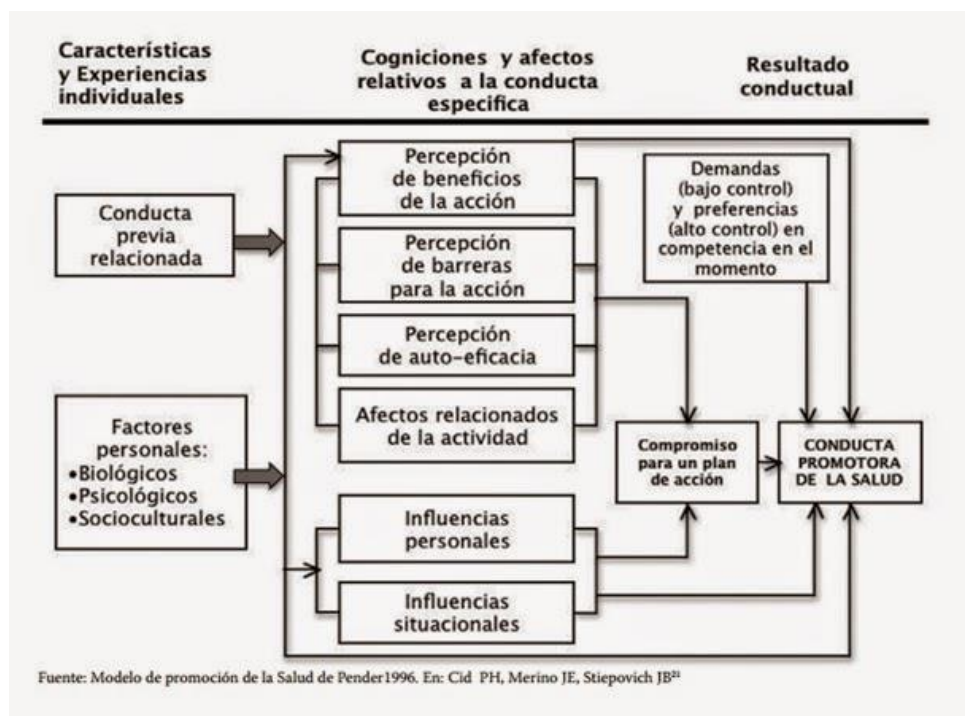 Características
y Experiencias
individuales
Cogniciones y afectos
relativos a la conducta
especifica
Resultado
conductual
Conducta
previa
relacionada
Factores
personales:
•Biológicos
•Psicológicos
•Socioculturales
Percepción
de beneficios
de la acción
Percepción
de barreras
para la acción
Percepción
de auto-eficacia
Afectos relacionados
de la actividad
Influencias
personales
Influencias
situacionales
Demandas
(bajo control)
y preferencias
(alto control) en
competencia en el
momento
Compromiso
para un plan
de acción
CONDUCTA
PROMOTORA
DE LA SALUD
Fuente: Modelo de promoción de la Salud de Pender1996. En: Cid PH, Merino JE, Stiepovich JB²¹